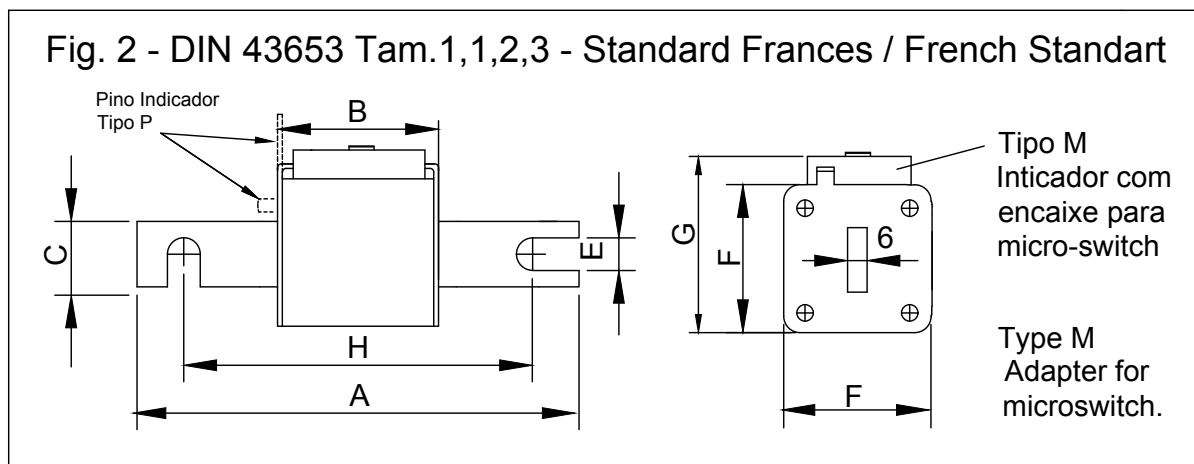 Fig. 2 - DIN 43653 Tam.1,1,2,3 - Standard Frances / French Standart
Pino Indicador
Tipo P
B
C
E
H
A
G
F
6
F
Tipo M
Inticador com
encaixe para
micro-switch
Type M
Adapter for
microswitch.